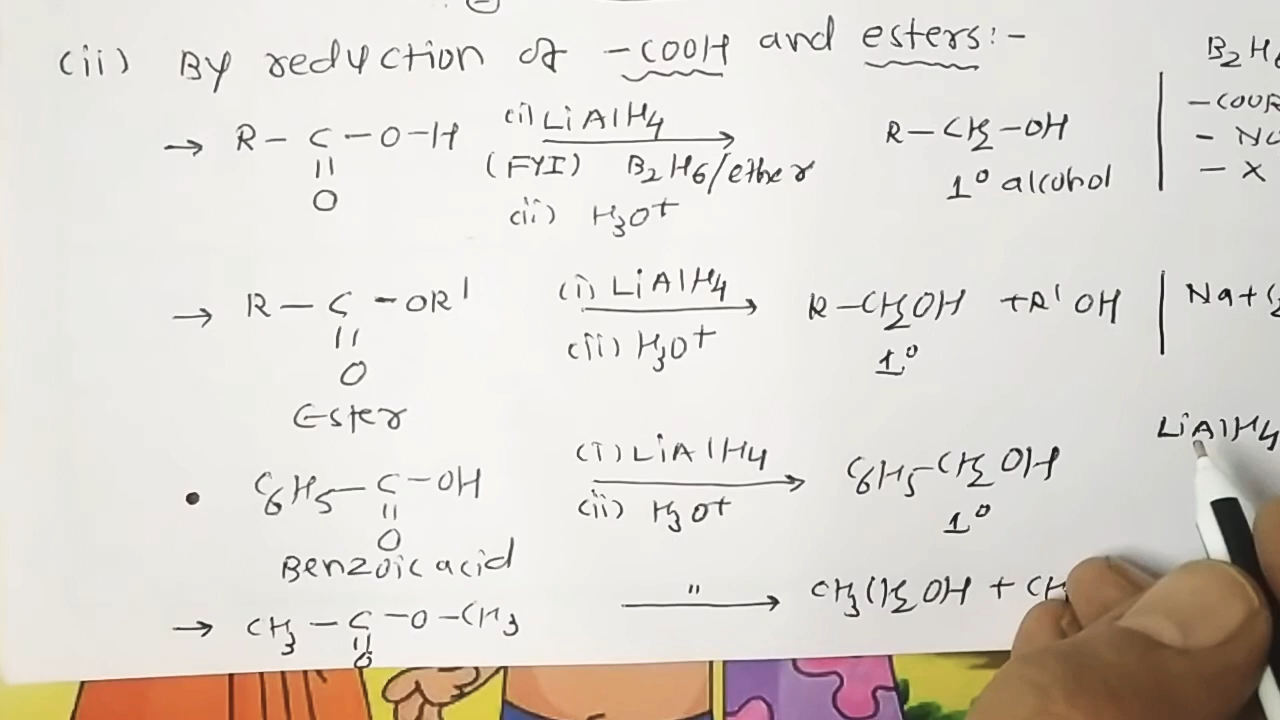 (ii) By reduction of -COOH and esters:-
B2H6
→ R-C-O-H (i) LiAlH4 R-CH2-OH
|| (FYI) B2H6/ether 1° alcohol
O (ii) H3O+
-COOR
- X
→ R-C-OR' (i) LiAlH4 R-CH2OH + R'OH
|| (ii) H3O+ 1°
O
Na+
Ester
LiAlH4
• C6H5-C-OH (i) LiAlH4 C6H5-CH2OH
|| (ii) H3O+ 1°
O
Benzoic acid
→ CH3-C-O-CH3 " → CH3CH2OH + CH
||
O